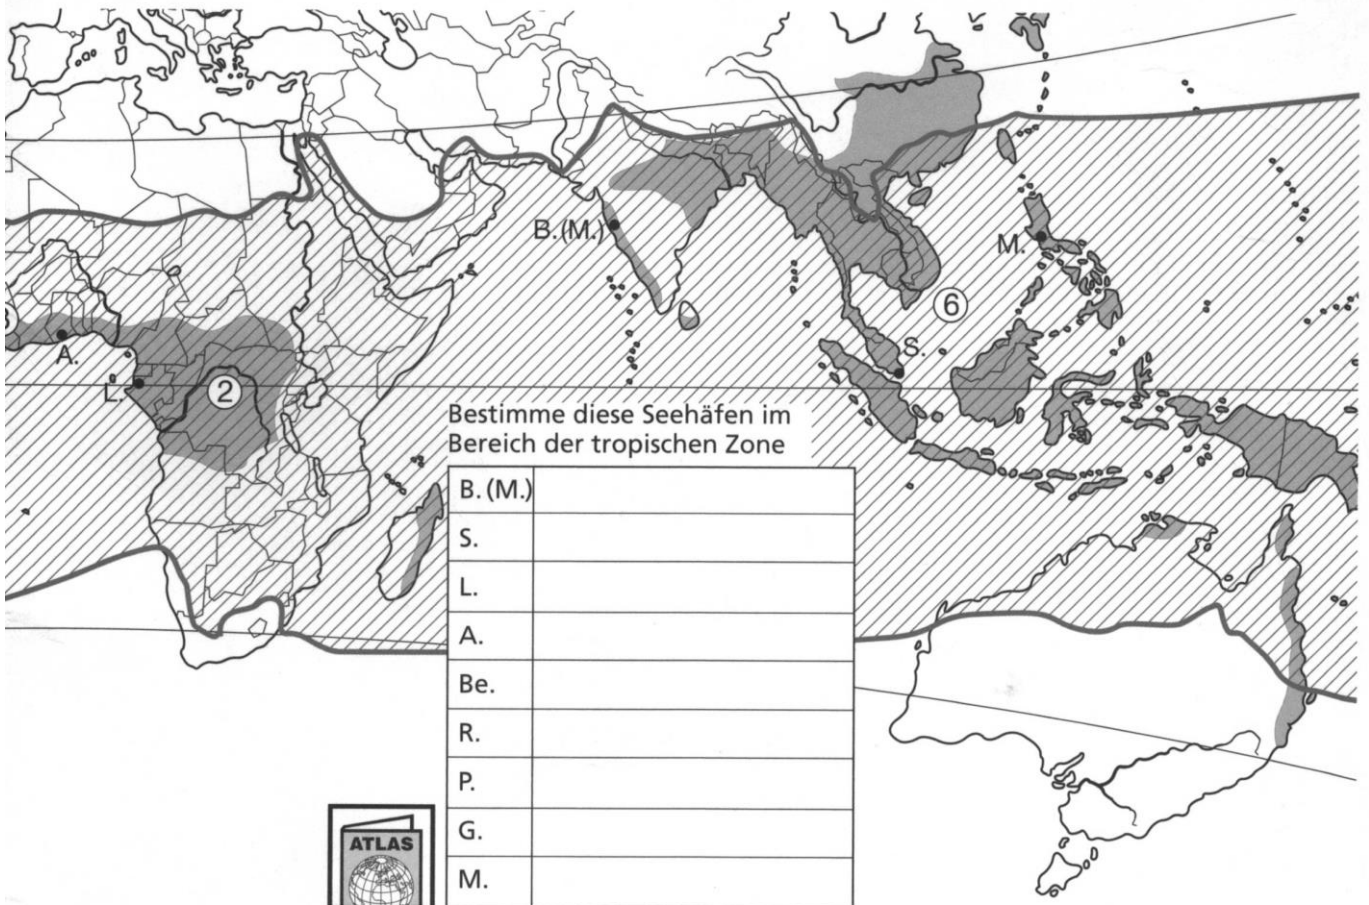 B.(M.)
M.
6
A.
S.
L.
2
Bestimme diese Seehäfen im
Bereich der tropischen Zone
B. (M.)
S.
L.
A.
Be.
R.
P.
G.
M.
ATLAS